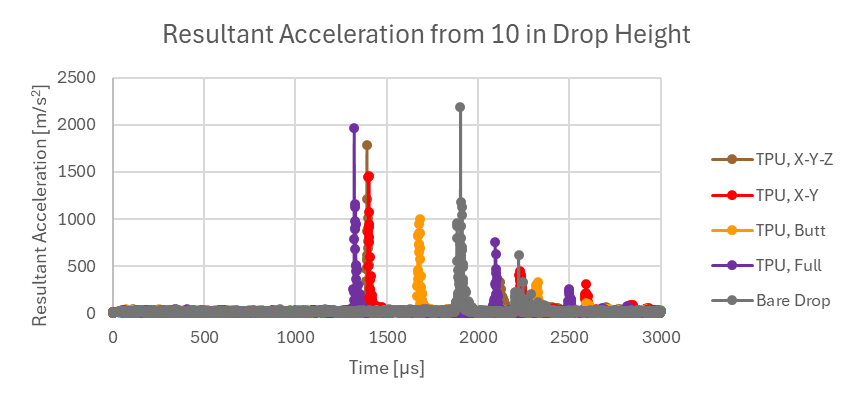 Resultant Acceleration from 10 in Drop Height
Resultant Acceleration [m/s²]
2500
2000
1500
1000
500
0
0 500 1000 1500 2000 2500 3000
Time [µs]
TPU, X-Y-Z
TPU, X-Y
TPU, Butt
TPU, Full
Bare Drop